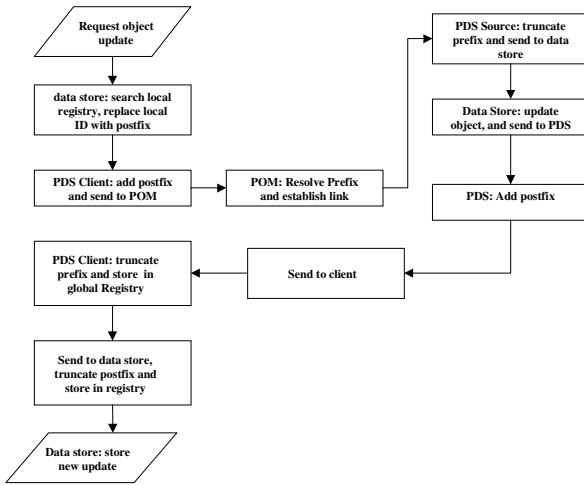 Request object
update
data store: search local
registry, replace local
ID with postfix
PDS Client: add postfix
and send to POM
POM: Resolve Prefix
and establish link
PDS Source: truncate
prefix and send to data
store
Data Store: update
object, and send to PDS
PDS: Add postfix
Send to client
PDS Client: truncate
prefix and store in
global Registry
Send to data store,
truncate postfix and
store in registry
Data store: store
new update